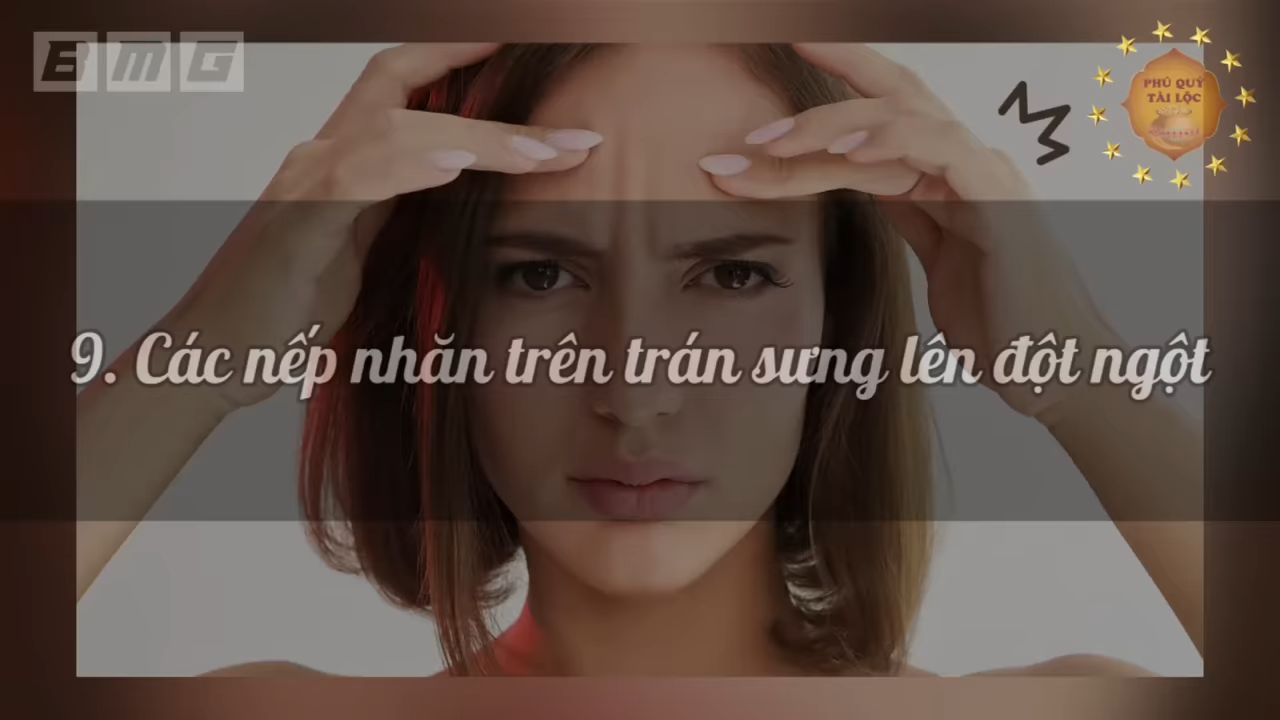 BMG
PHÚ QUÝ
TÀI LỘC
9. Các nếp nhăn trên trán sưng lên đột ngột